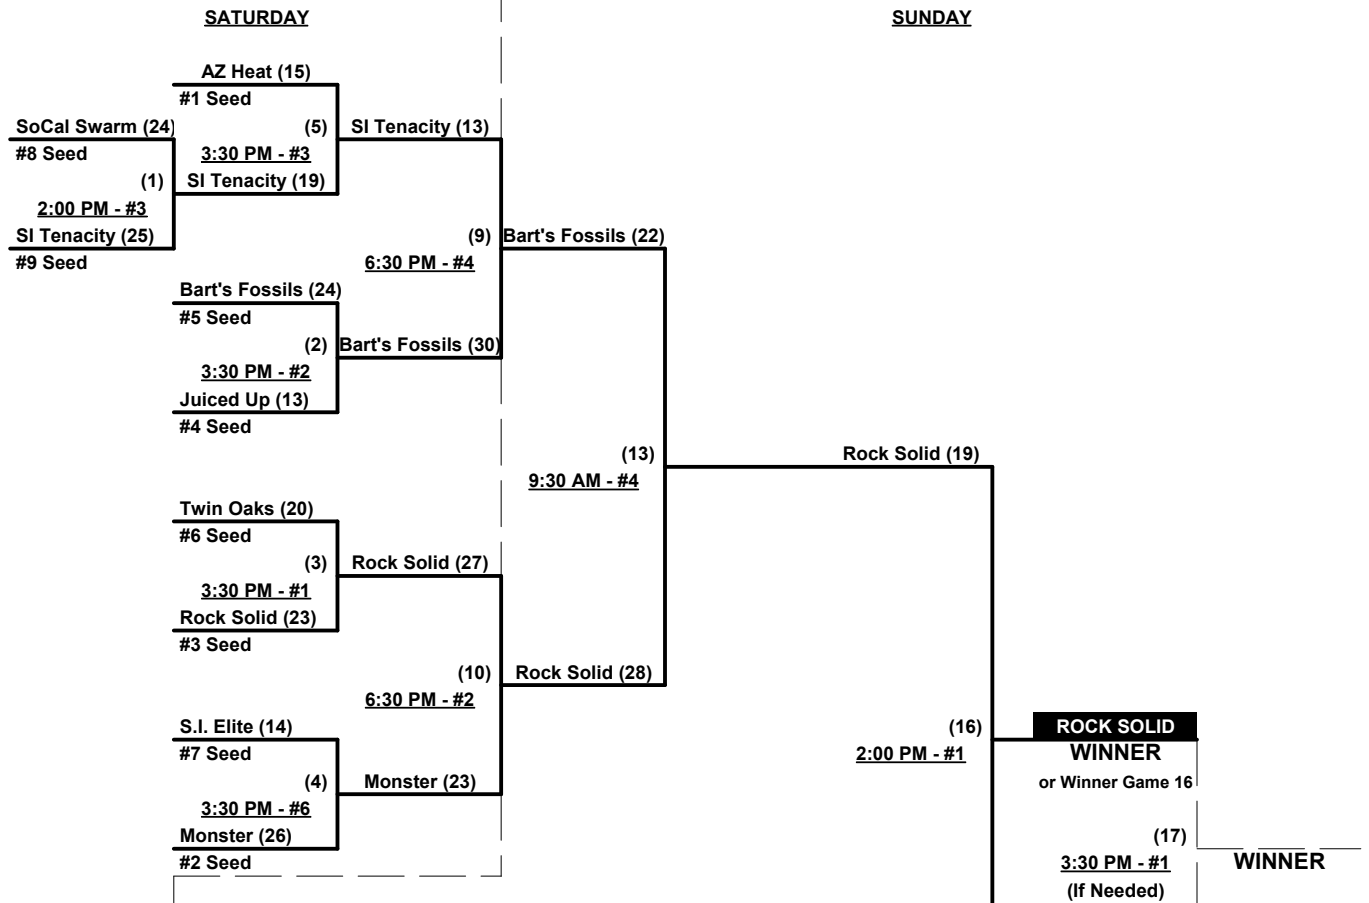 SATURDAY
SUNDAY
AZ Heat (15)
#1 Seed
SoCal Swarm (24)
(5)
SI Tenacity (13)
#8 Seed
3:30 PM - #3
(1)
SI Tenacity (19)
2:00 PM - #3
SI Tenacity (25)
(9)
Bart's Fossils (22)
#9 Seed
6:30 PM - #4
Bart's Fossils (24)
#5 Seed
(2)
Bart's Fossils (30)
3:30 PM - #2
Juiced Up (13)
#4 Seed
(13)
Rock Solid (19)
9:30 AM - #4
Twin Oaks (20)
#6 Seed
(3)
Rock Solid (27)
3:30 PM - #1
Rock Solid (23)
#3 Seed
(10)
Rock Solid (28)
6:30 PM - #2
S.I. Elite (14)
(16)
ROCK SOLID
#7 Seed
2:00 PM - #1
WINNER
(4)
Monster (23)
or Winner Game 16
3:30 PM - #6
Monster (26)
(17)
#2 Seed
3:30 PM - #1
WINNER
(If Needed)